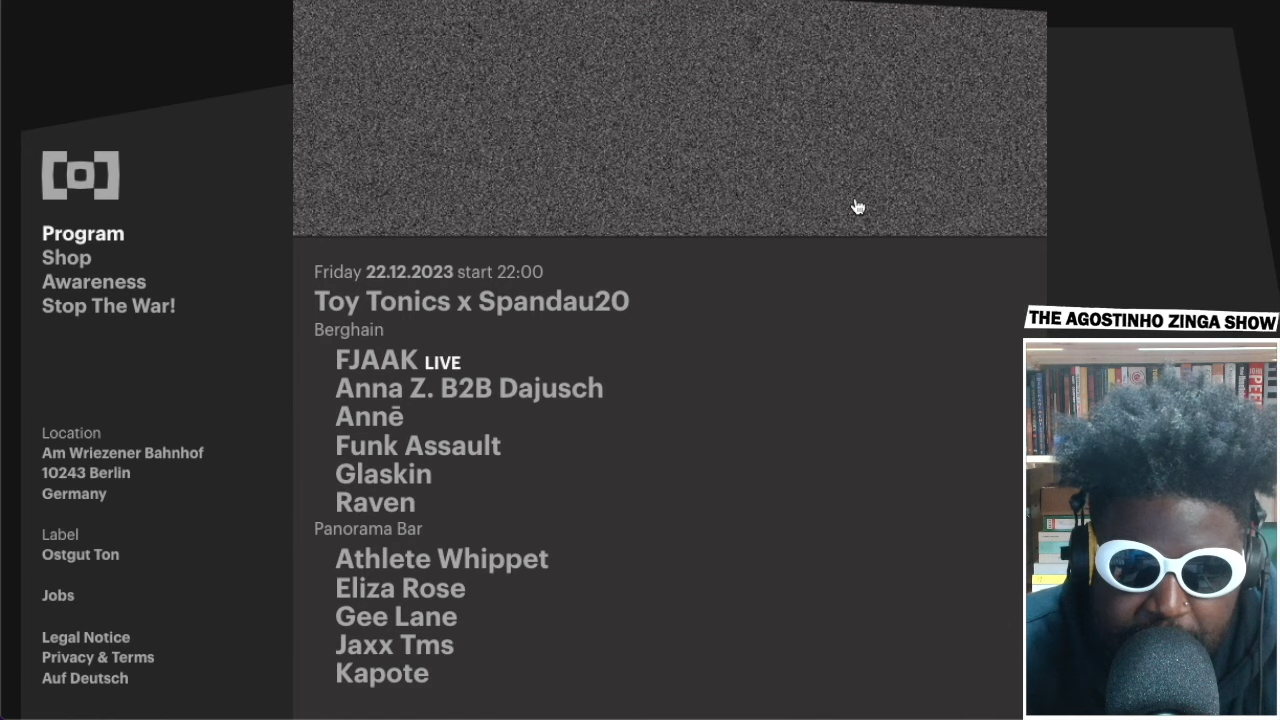 Program
Shop
Awareness
Stop The War!
Location
Am Wriezener Bahnhof
10243 Berlin
Germany
Label
Ostgut Ton
Jobs
Legal Notice
Privacy & Terms
Auf Deutsch
Friday 22.12.2023 start 22:00
Toy Tonics x Spandau20
Berghain
FJAAK LIVE
Anna Z. B2B Dajusch
Annē
Funk Assault
Glaskin
Raven
Panorama Bar
Athlete Whippet
Eliza Rose
Gee Lane
Jaxx Tms
Kapote
THE AGOSTINHO ZINGA SHOW